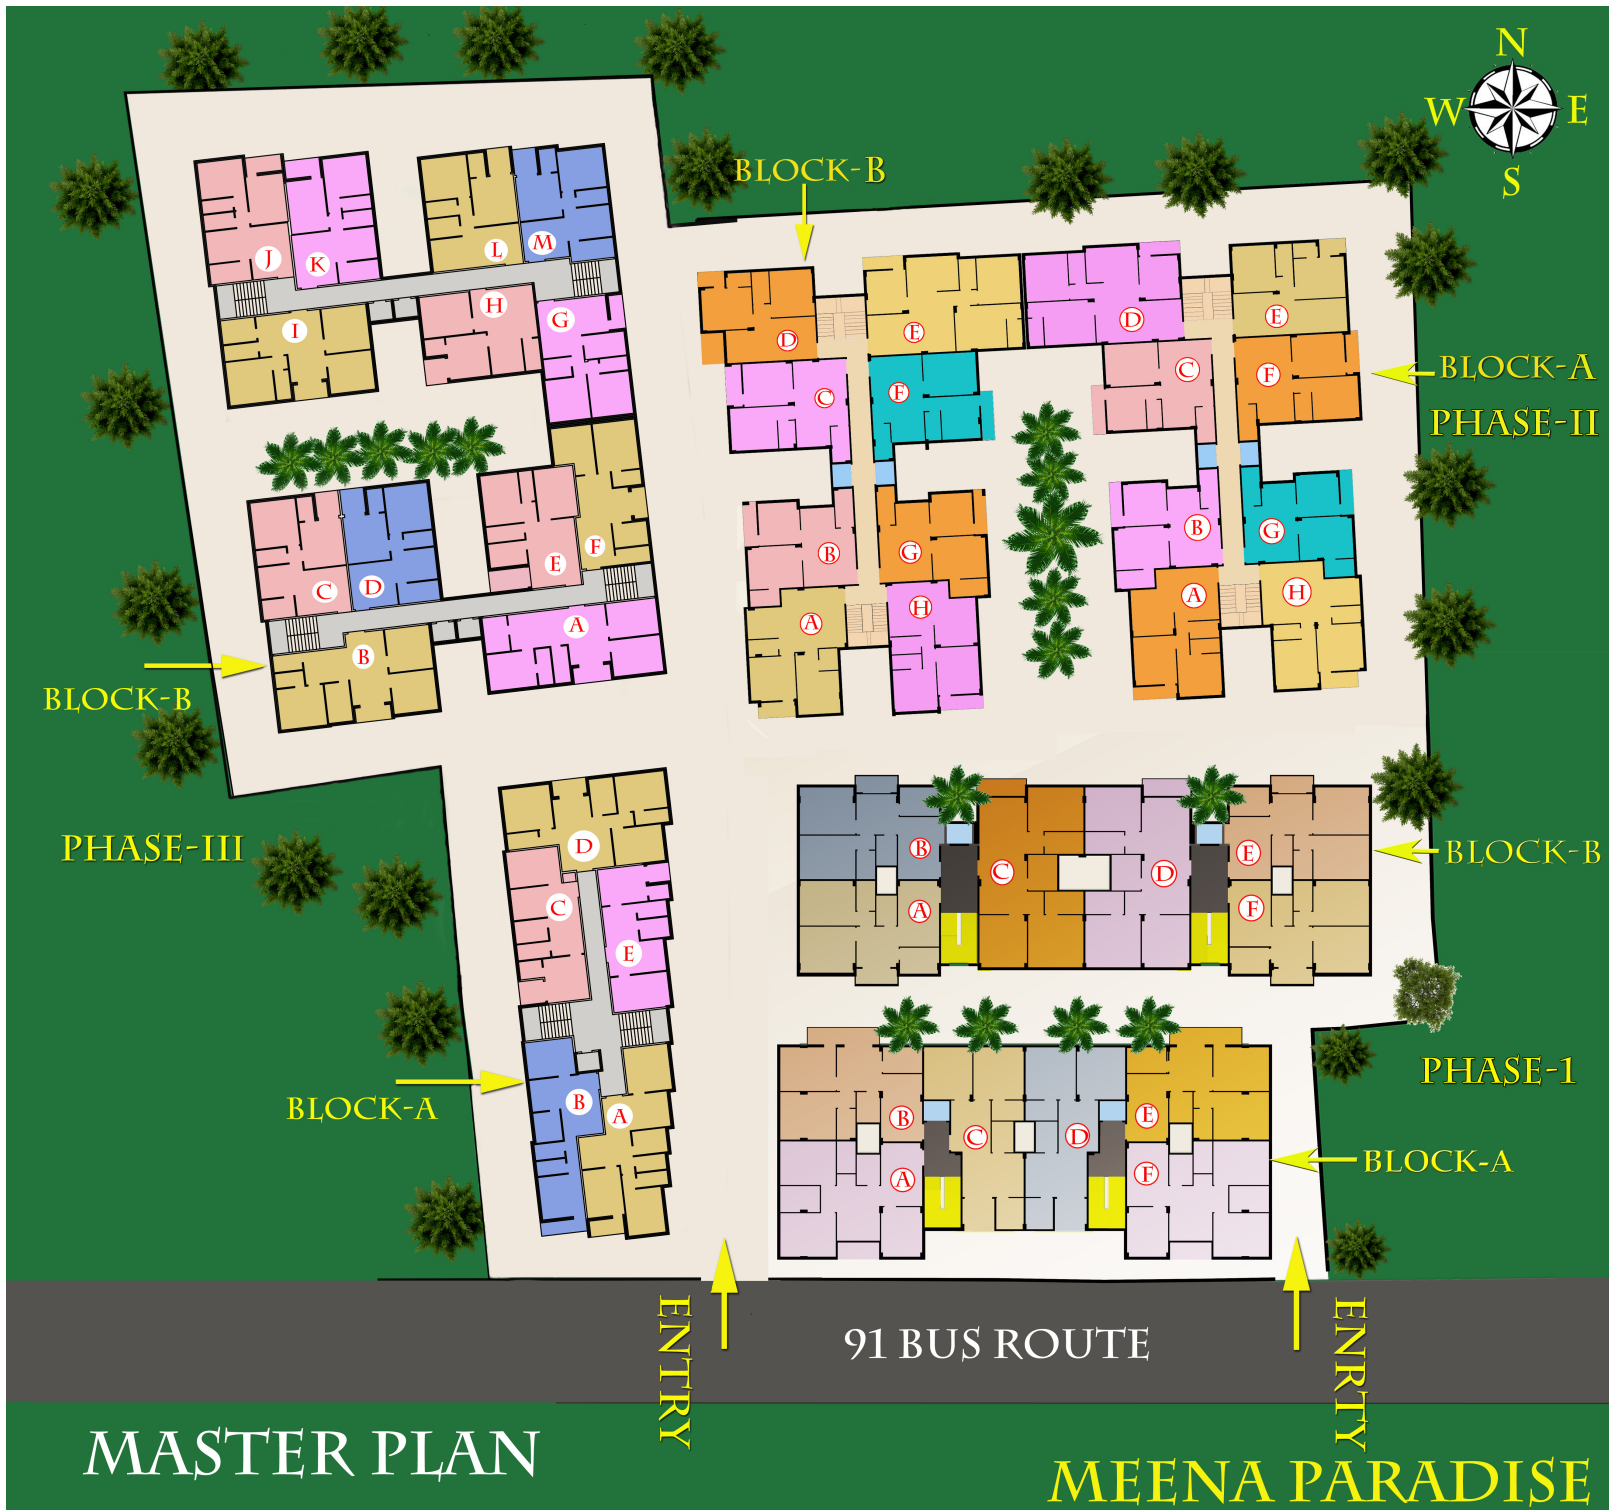 N
W E
S
BLOCK-B
J K L M
H G
I
D E D E
BLOCK-A
C F C F
PHASE-II
E F
C D
B G B G
A H A H
A
B
BLOCK-B
PHASE-III
D
C
E
B C D E
A F
BLOCK-B
BLOCK-A
B A
PHASE-1
B C D E
A F
BLOCK-A
ENTRY
91 BUS ROUTE
ENRTY
MASTER PLAN
MEENA PARADISE